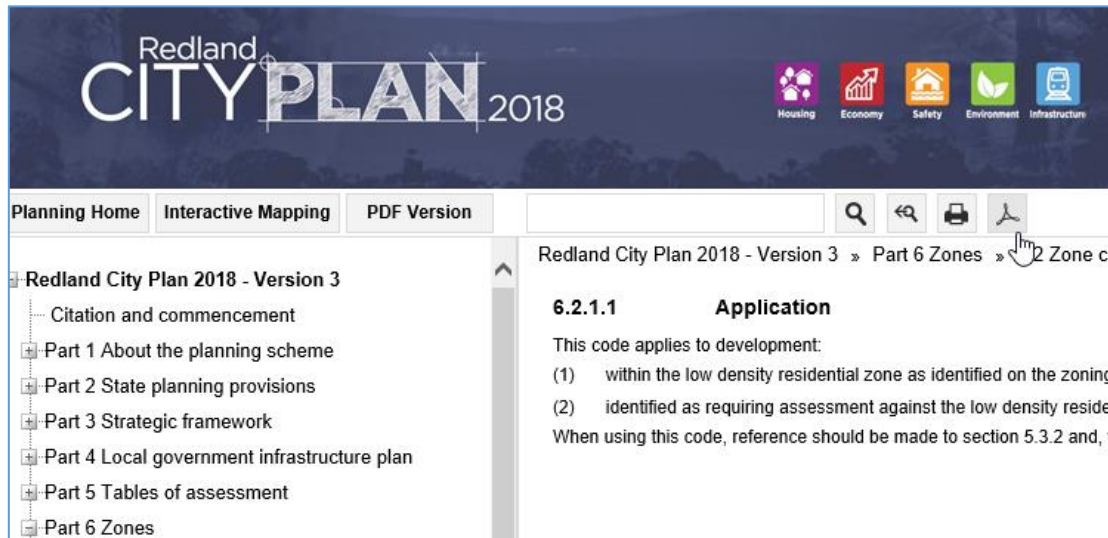 Redland
CITY PLAN 2018
Housing Economy Safety Environment Infrastructure
Planning Home Interactive Mapping PDF Version
Redland City Plan 2018 - Version 3 » Part 6 Zones » 2 Zone c
Redland City Plan 2018 - Version 3
Citation and commencement
Part 1 About the planning scheme
Part 2 State planning provisions
Part 3 Strategic framework
Part 4 Local government infrastructure plan
Part 5 Tables of assessment
Part 6 Zones
6.2.1.1 Application
This code applies to development:
(1) within the low density residential zone as identified on the zoning
(2) identified as requiring assessment against the low density reside
When using this code, reference should be made to section 5.3.2 and,